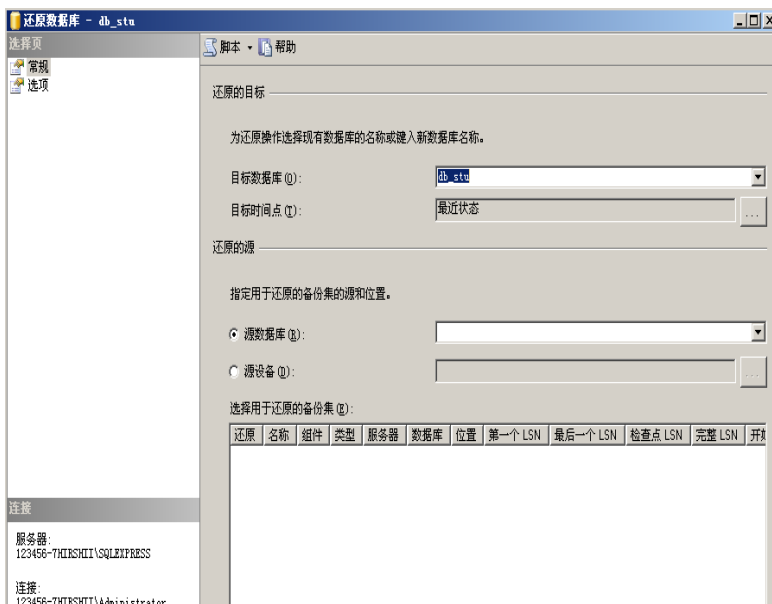 还原数据库 - db_stu
选择页
常规
选项
脚本
帮助
还原的目标
为还原操作选择现有数据库的名称或键入新数据库名称。
目标数据库(O):
db_stu
目标时间点(T):
最近状态
...
还原的源
指定用于还原的备份集的源和位置。
源数据库(R):
源设备(D):
...
选择用于还原的备份集(E):
还原 名称 组件 类型 服务器 数据库 位置 第一个 LSN 最后一个 LSN 检查点 LSN 完整 LSN 开始
连接
服务器:
123456-7HIRSHII\SQLEXPRESS
连接:
123456-7HIRSHII\Administrator